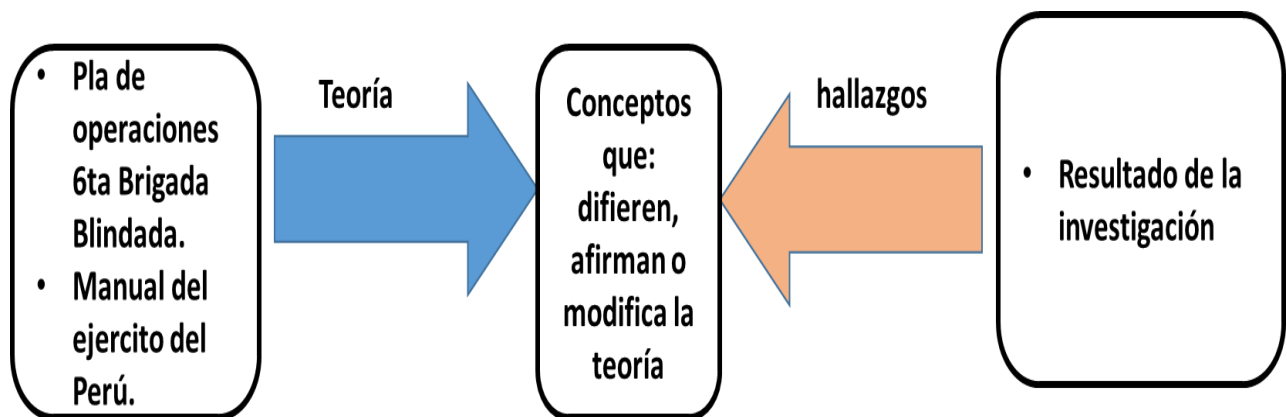 • Pla de
operaciones
6ta Brigada
Blindada.
• Manual del
ejercito del
Perú.
Teoría
Conceptos
que:
difieren,
afirman o
modifica la
teoría
hallazgos
• Resultado de la
investigación